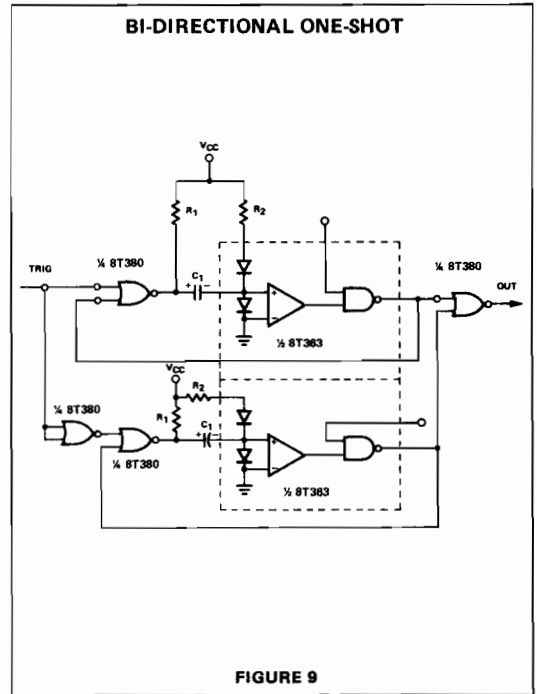 BI-DIRECTIONAL ONE-SHOT
VCC
R1
R2
TRIG
¼ 8T380
C1
+
−
+
−
¼ 8T380
OUT
½ 8T363
VCC
R2
¼ 8T380
R1
C1
+
−
+
−
¼ 8T380
½ 8T363
FIGURE 9